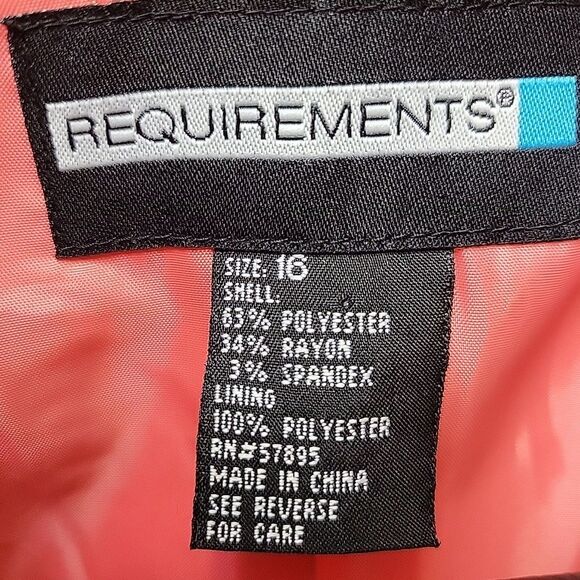 REQUIREMENTS®
SIZE: 16
SHELL:
63% POLYESTER
34% RAYON
3% SPANDEX
LINING
100% POLYESTER
RN#57895
MADE IN CHINA
SEE REVERSE
FOR CARE